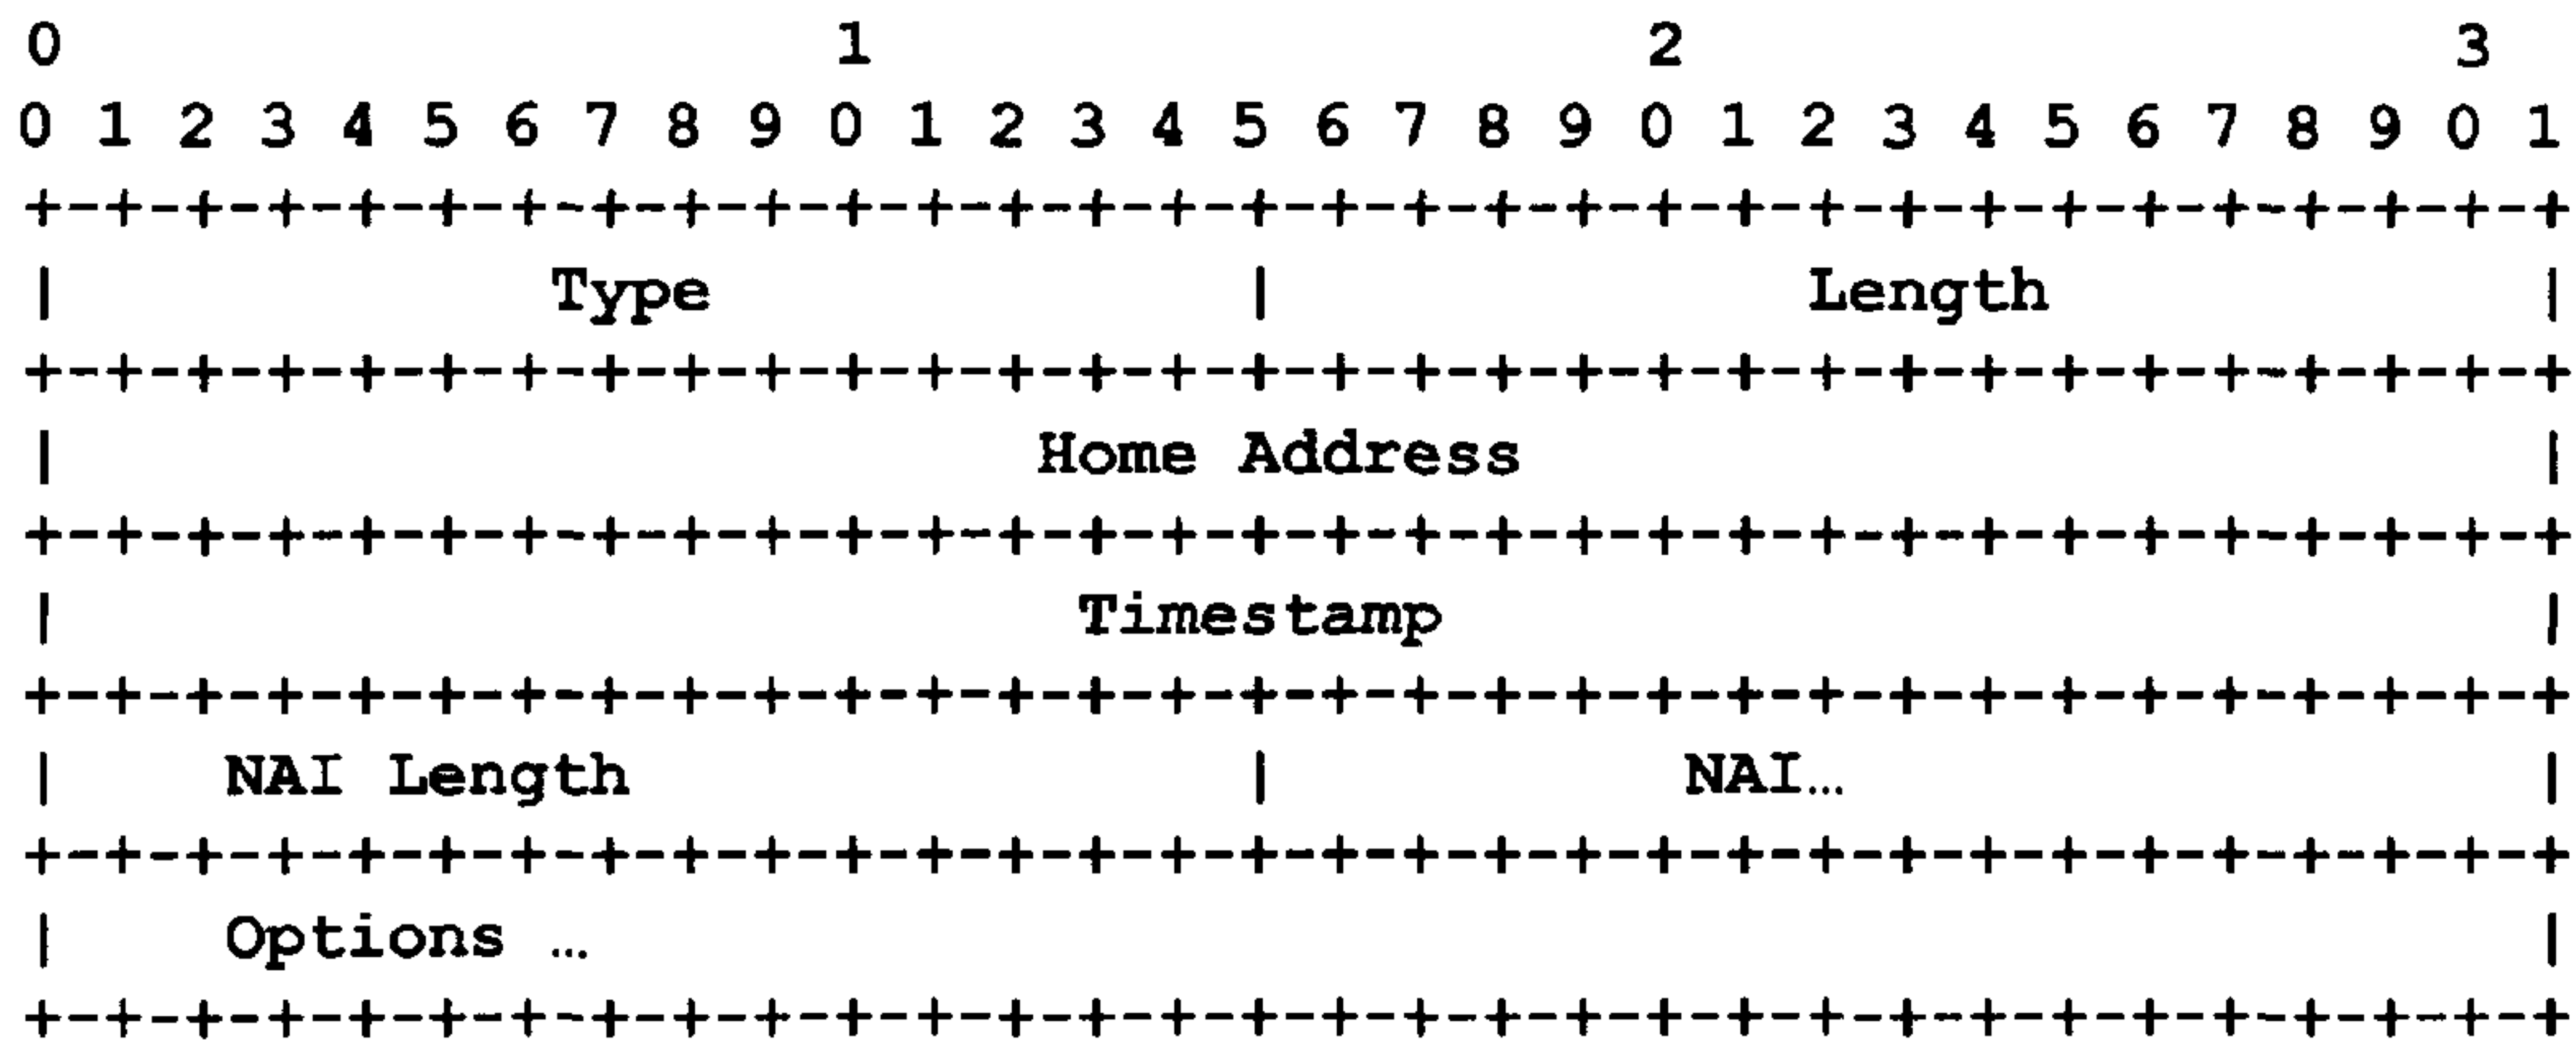 0 1 2 3
0 1 2 3 4 5 6 7 8 9 0 1 2 3 4 5 6 7 8 9 0 1 2 3 4 5 6 7 8 9 0 1
+-+-+-+-+-+-+-+-+-+-+-+-+-+-+-+-+-+-+-+-+-+-+-+-+-+-+-+-+-+-+-+-+
| Type | Length |
+-+-+-+-+-+-+-+-+-+-+-+-+-+-+-+-+-+-+-+-+-+-+-+-+-+-+-+-+-+-+-+-+
| Home Address |
+-+-+-+-+-+-+-+-+-+-+-+-+-+-+-+-+-+-+-+-+-+-+-+-+-+-+-+-+-+-+-+-+
| Timestamp |
+-+-+-+-+-+-+-+-+-+-+-+-+-+-+-+-+-+-+-+-+-+-+-+-+-+-+-+-+-+-+-+-+
| NAI Length | NAI… |
+-+-+-+-+-+-+-+-+-+-+-+-+-+-+-+-+-+-+-+-+-+-+-+-+-+-+-+-+-+-+-+-+
| Options … |
+-+-+-+-+-+-+-+-+-+-+-+-+-+-+-+-+-+-+-+-+-+-+-+-+-+-+-+-+-+-+-+-+